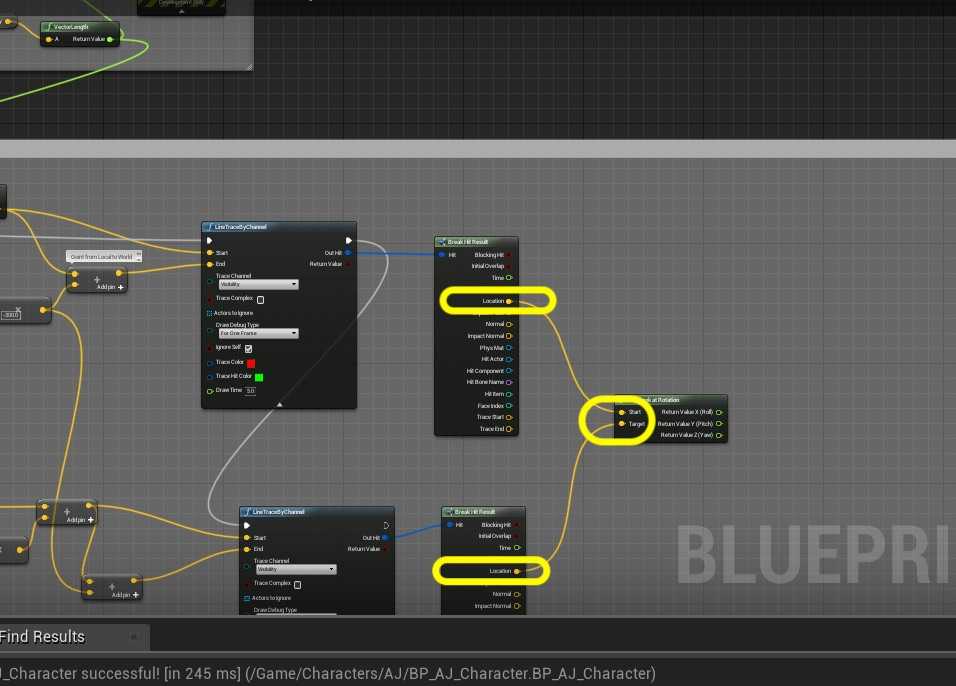 Development Only
VectorLength
A Return Value
LineTraceByChannel
Start Out Hit
End Return Value
Trace Channel
Visibility
Trace Complex
Actors to Ignore
Draw Debug Type
For One Frame
Ignore Self
Trace Color
Trace Hit Color
Draw Time 5.0
from Local to World
+
Add pin +
-300.0
Break Hit Result
Hit Blocking Hit
Initial Overlap
Time
Location
Normal
Impact Normal
Phys Mat
Hit Actor
Hit Component
Hit Bone Name
Hit Item
Face Index
Trace Start
Trace End
at Rotation
Start Return Value X (Roll)
Target Return Value Y (Pitch)
Return Value Z (Yaw)
+
Add pin +
+
Add pin +
LineTraceByChannel
Start Out Hit
End Return Value
Trace Channel
Visibility
Trace Complex
Actors to Ignore
Draw Debug Type
Break Hit Result
Hit Blocking Hit
Initial Overlap
Time
Location
Normal
Impact Normal
BLUEPRI
Find Results
J_Character successful! [in 245 ms] (/Game/Characters/AJ/BP_AJ_Character.BP_AJ_Character)